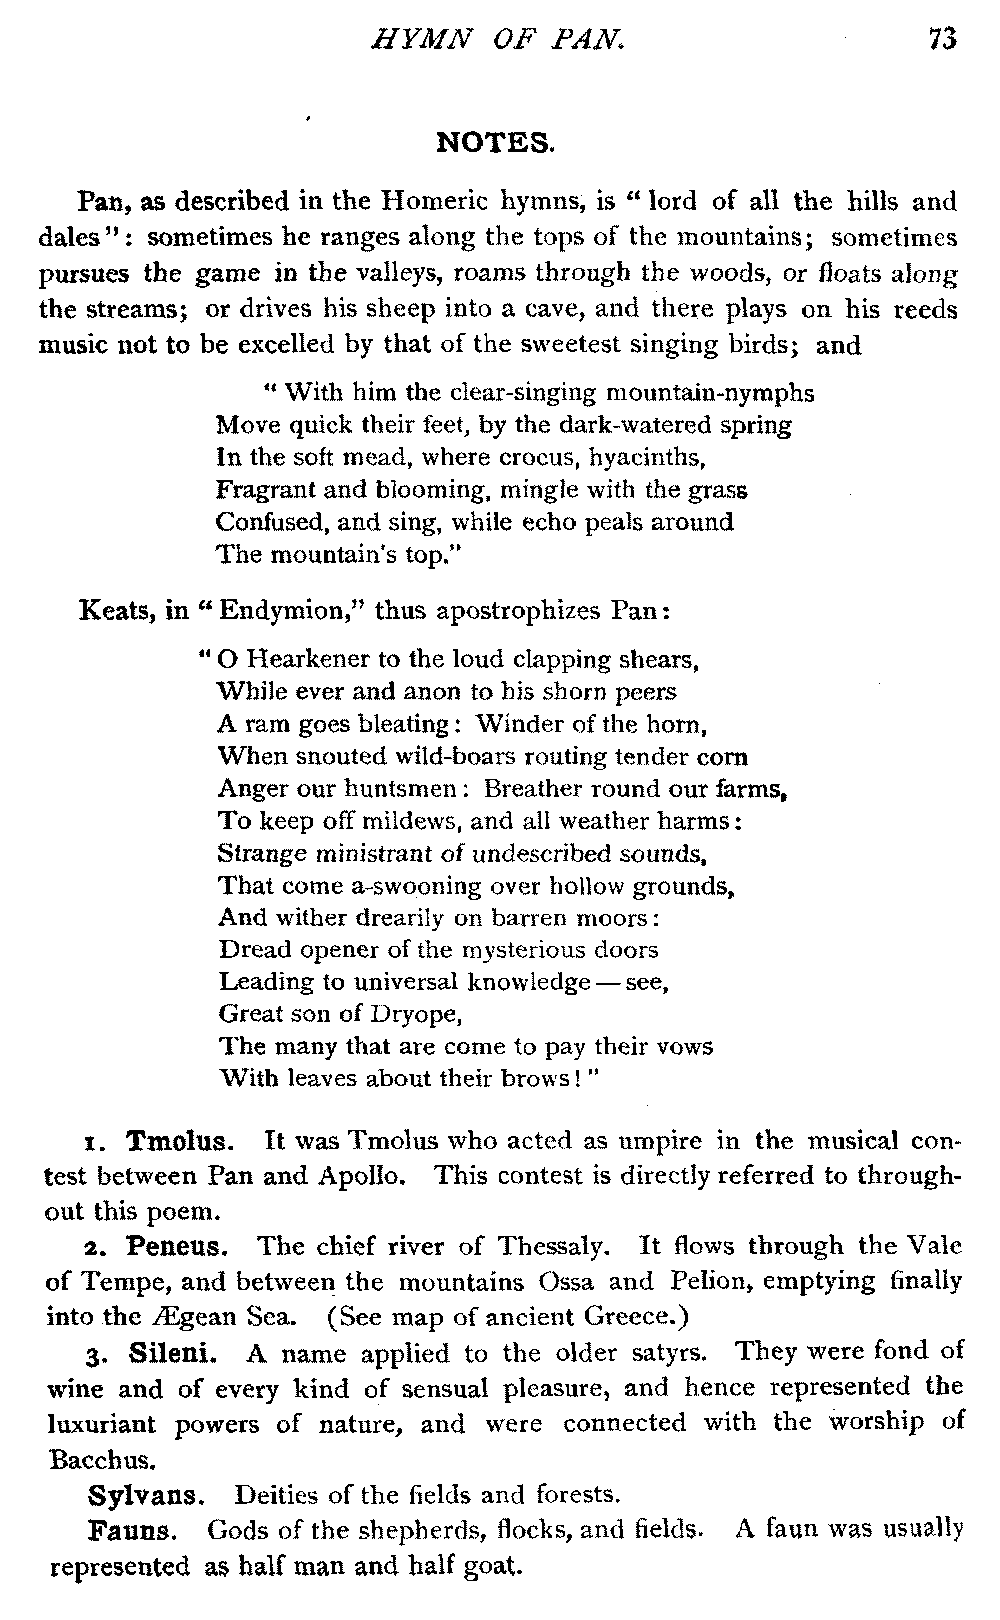 HYMN OF PAN. 73
NOTES.
Pan, as described in the Homeric hymns, is “ lord of all the hills and
dales ” : sometimes he ranges along the tops of the mountains; sometimes
pursues the game in the valleys, roams through the woods, or floats along
the streams; or drives his sheep into a cave, and there plays on his reeds
music not to be excelled by that of the sweetest singing birds; and
“ With him the clear-singing mountain-nymphs
Move quick their feet, by the dark-watered spring
In the soft mead, where crocus, hyacinths,
Fragrant and blooming, mingle with the grass
Confused, and sing, while echo peals around
The mountain's top.”
Keats, in “ Endymion,” thus apostrophizes Pan :
“ O Hearkener to the loud clapping shears,
While ever and anon to his shorn peers
A ram goes bleating : Winder of the horn,
When snouted wild-boars routing tender corn
Anger our huntsmen : Breather round our farms,
To keep off mildews, and all weather harms :
Strange ministrant of undescribed sounds,
That come a-swooning over hollow grounds,
And wither drearily on barren moors :
Dread opener of the mysterious doors
Leading to universal knowledge — see,
Great son of Dryope,
The many that are come to pay their vows
With leaves about their brows ! ”
1. Tmolus. It was Tmolus who acted as umpire in the musical con-
test between Pan and Apollo. This contest is directly referred to through-
out this poem.
2. Peneus. The chief river of Thessaly. It flows through the Vale
of Tempe, and between the mountains Ossa and Pelion, emptying finally
into the Ægean Sea. (See map of ancient Greece.)
3. Sileni. A name applied to the older satyrs. They were fond of
wine and of every kind of sensual pleasure, and hence represented the
luxuriant powers of nature, and were connected with the worship of
Bacchus.
Sylvans. Deities of the fields and forests.
Fauns. Gods of the shepherds, flocks, and fields. A faun was usually
represented as half man and half goat.